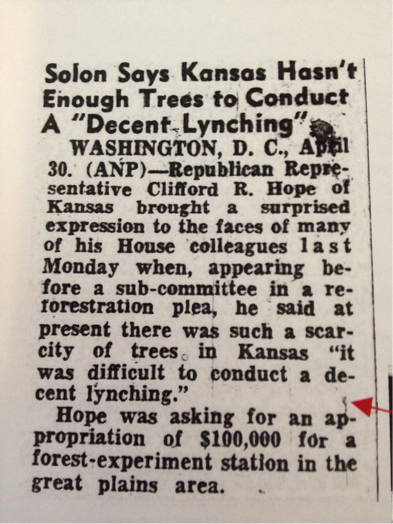 Solon Says Kansas Hasn't
Enough Trees to Conduct
A "Decent Lynching"
WASHINGTON, D. C., April
30. (ANP)—Republican Repre-
sentative Clifford R. Hope of
Kansas brought a surprised
expression to the faces of many
of his House colleagues last
Monday when, appearing be-
fore a sub-committee in a re-
forestration plea, he said at
present there was such a scar-
city of trees in Kansas "it
was difficult to conduct a de-
cent lynching."
Hope was asking for an ap-
propriation of $100,000 for a
forest-experiment station in the
great plains area.